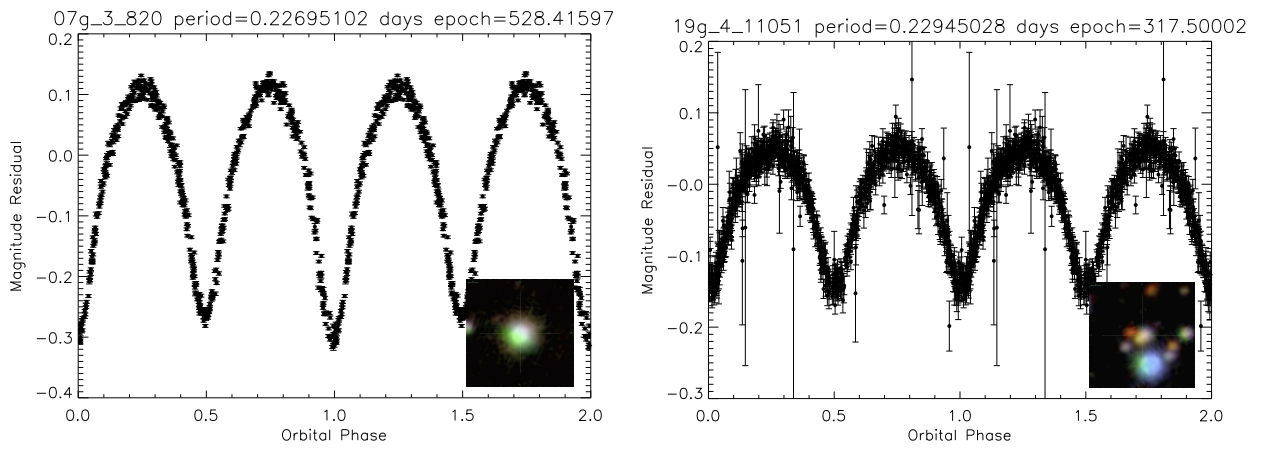 07g_3_820 period=0.22695102 days epoch=528.41597
0.2
0.1
0.0
−0.1
−0.2
−0.3
−0.4
Magnitude Residual
0.0 0.5 1.0 1.5 2.0
Orbital Phase
19g_4_11051 period=0.22945028 days epoch=317.50002
0.2
0.1
−0.0
−0.1
−0.2
−0.3
Magnitude Residual
0.0 0.5 1.0 1.5 2.0
Orbital Phase